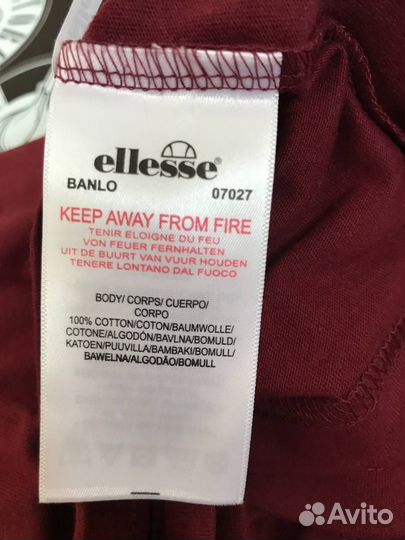 ellesse
BANLO 07027
KEEP AWAY FROM FIRE
TENIR ELOIGNE DU FEU
VON FEUER FERNHALTEN
UIT DE BUURT VAN VUUR HOUDEN
TENERE LONTANO DAL FUOCO
BODY/ CORPS/ CUERPO/
CORPO
100% COTTON/COTON/BAUMWOLLE/
COTONE/ALGODÓN/BAVLNA/BOMULD/
KATOEN/PUUVILLA/BAMBAKI/BOMULL/
BAWELNA/ALGODÃO/BOMULL
Avito